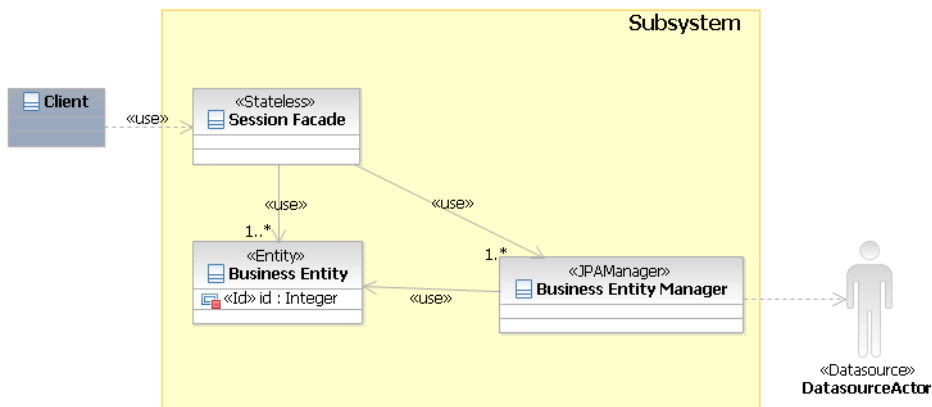 Subsystem
Client
«use»
«Stateless»
Session Facade
«use»
«use»
1..*
1.*
«Entity»
Business Entity
«Id» id : Integer
«use»
«JPAManager»
Business Entity Manager
«Datasource»
DatasourceActor